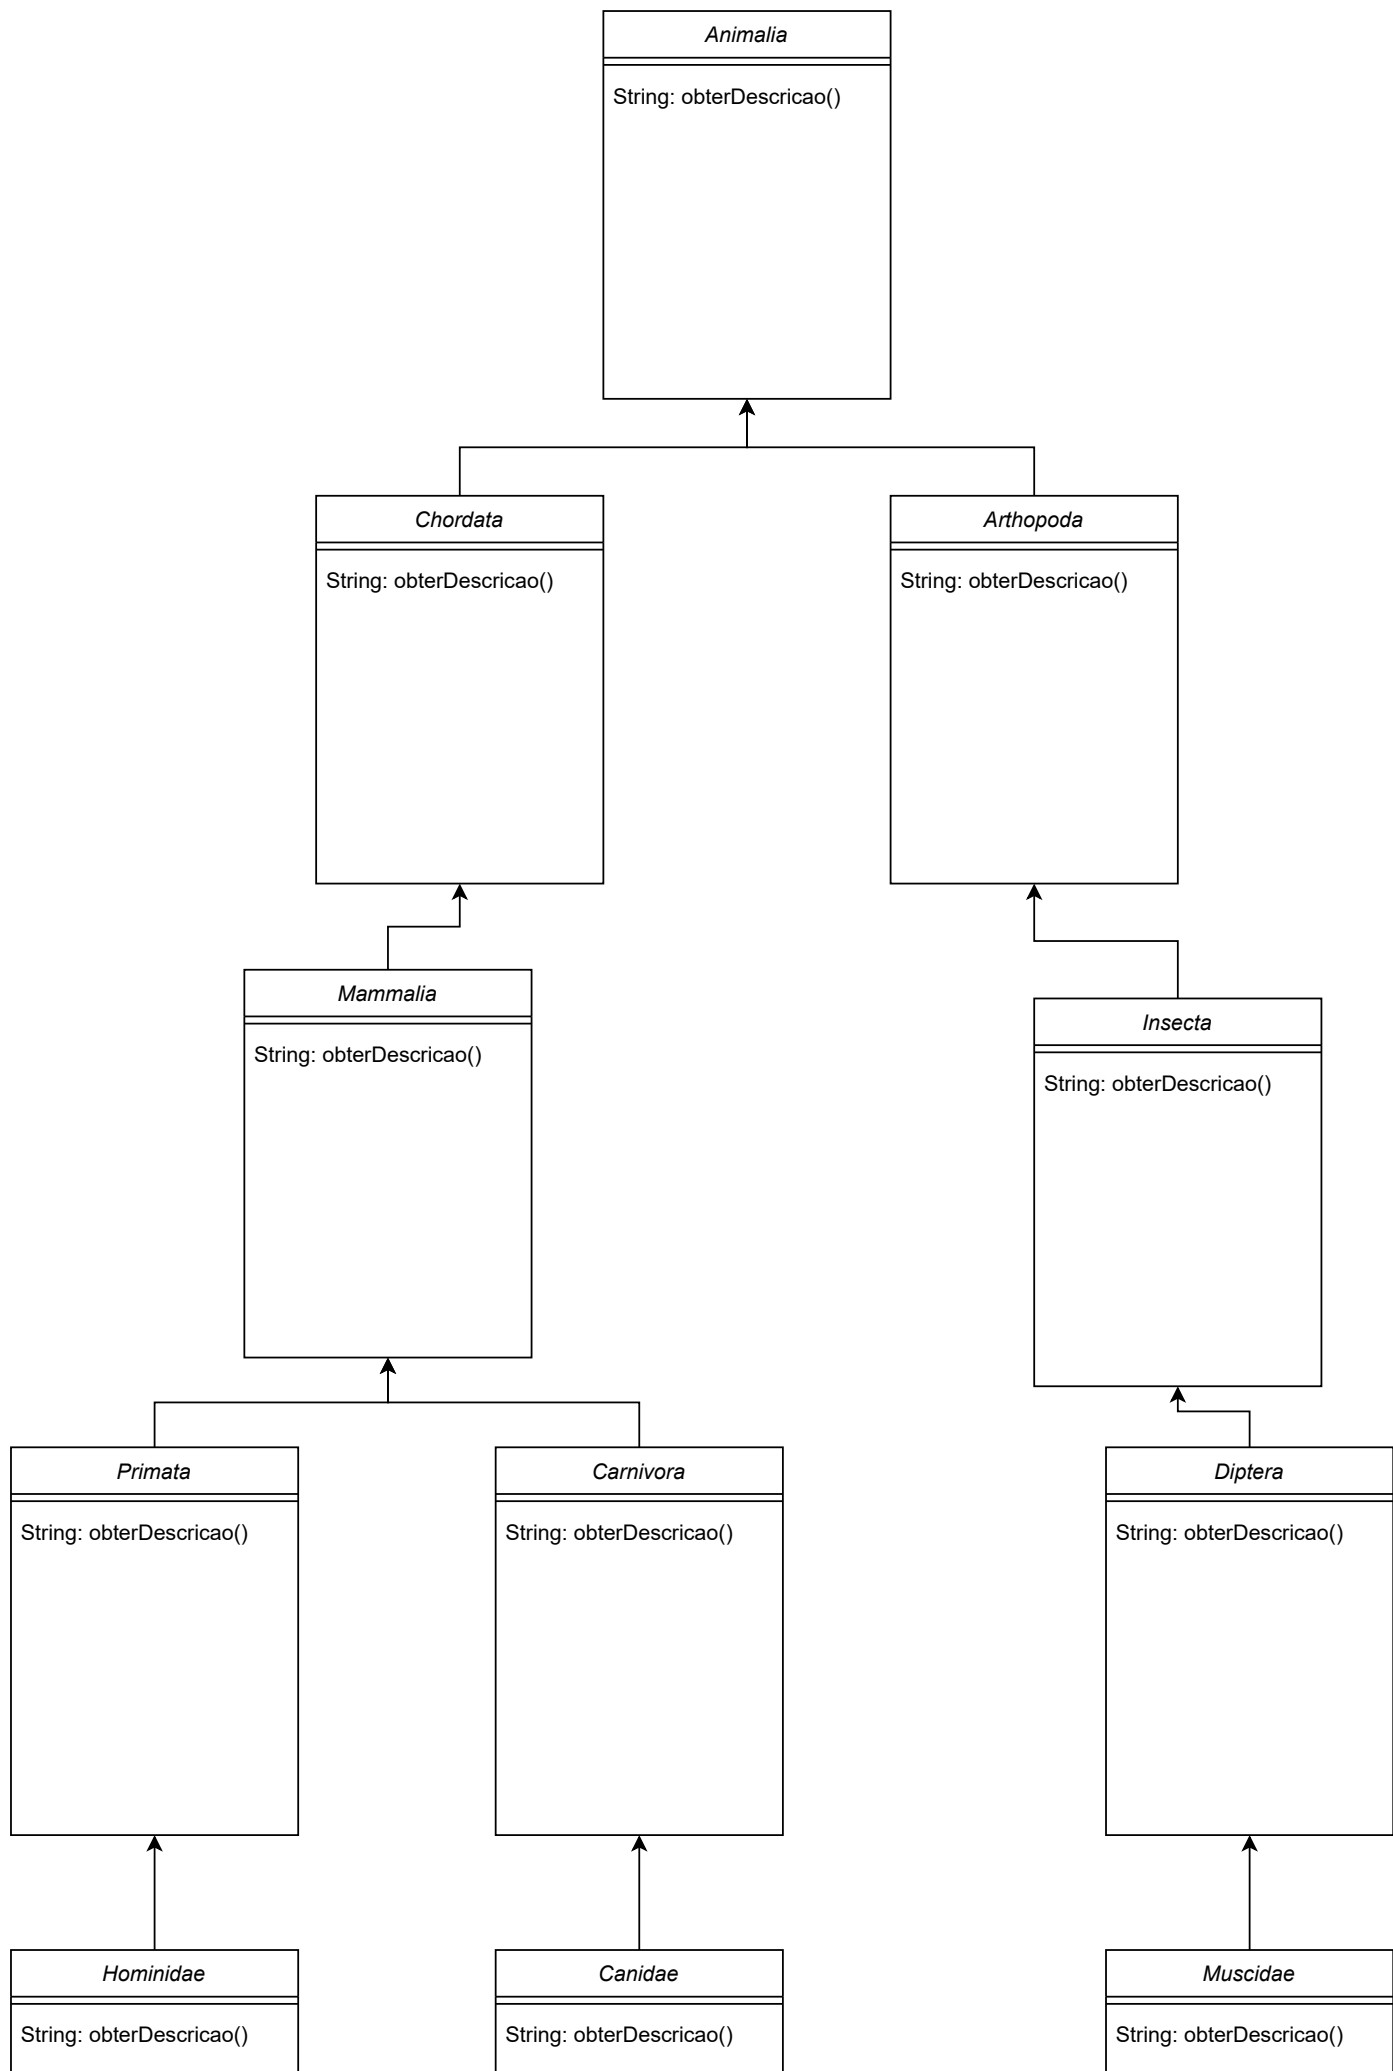 Animalia
String: obterDescricao()
Chordata
String: obterDescricao()
Arthopoda
String: obterDescricao()
Mammalia
String: obterDescricao()
Insecta
String: obterDescricao()
Primata
String: obterDescricao()
Carnivora
String: obterDescricao()
Diptera
String: obterDescricao()
Hominidae
String: obterDescricao()
Canidae
String: obterDescricao()
Muscidae
String: obterDescricao()